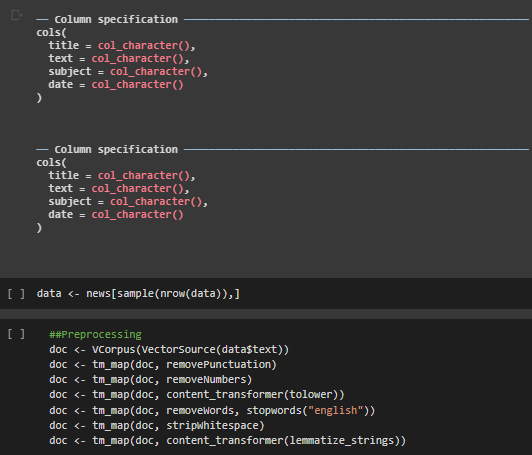 ── Column specification ────────────────────────────────
cols(
  title = col_character(),
  text = col_character(),
  subject = col_character(),
  date = col_character()
)
── Column specification ────────────────────────────────
cols(
  title = col_character(),
  text = col_character(),
  subject = col_character(),
  date = col_character()
)
[ ] data <- news[sample(nrow(data)),]
[ ] ##Preprocessing
doc <- VCorpus(VectorSource(data$text))
doc <- tm_map(doc, removePunctuation)
doc <- tm_map(doc, removeNumbers)
doc <- tm_map(doc, content_transformer(tolower))
doc <- tm_map(doc, removeWords, stopwords("english"))
doc <- tm_map(doc, stripWhitespace)
doc <- tm_map(doc, content_transformer(lemmatize_strings))